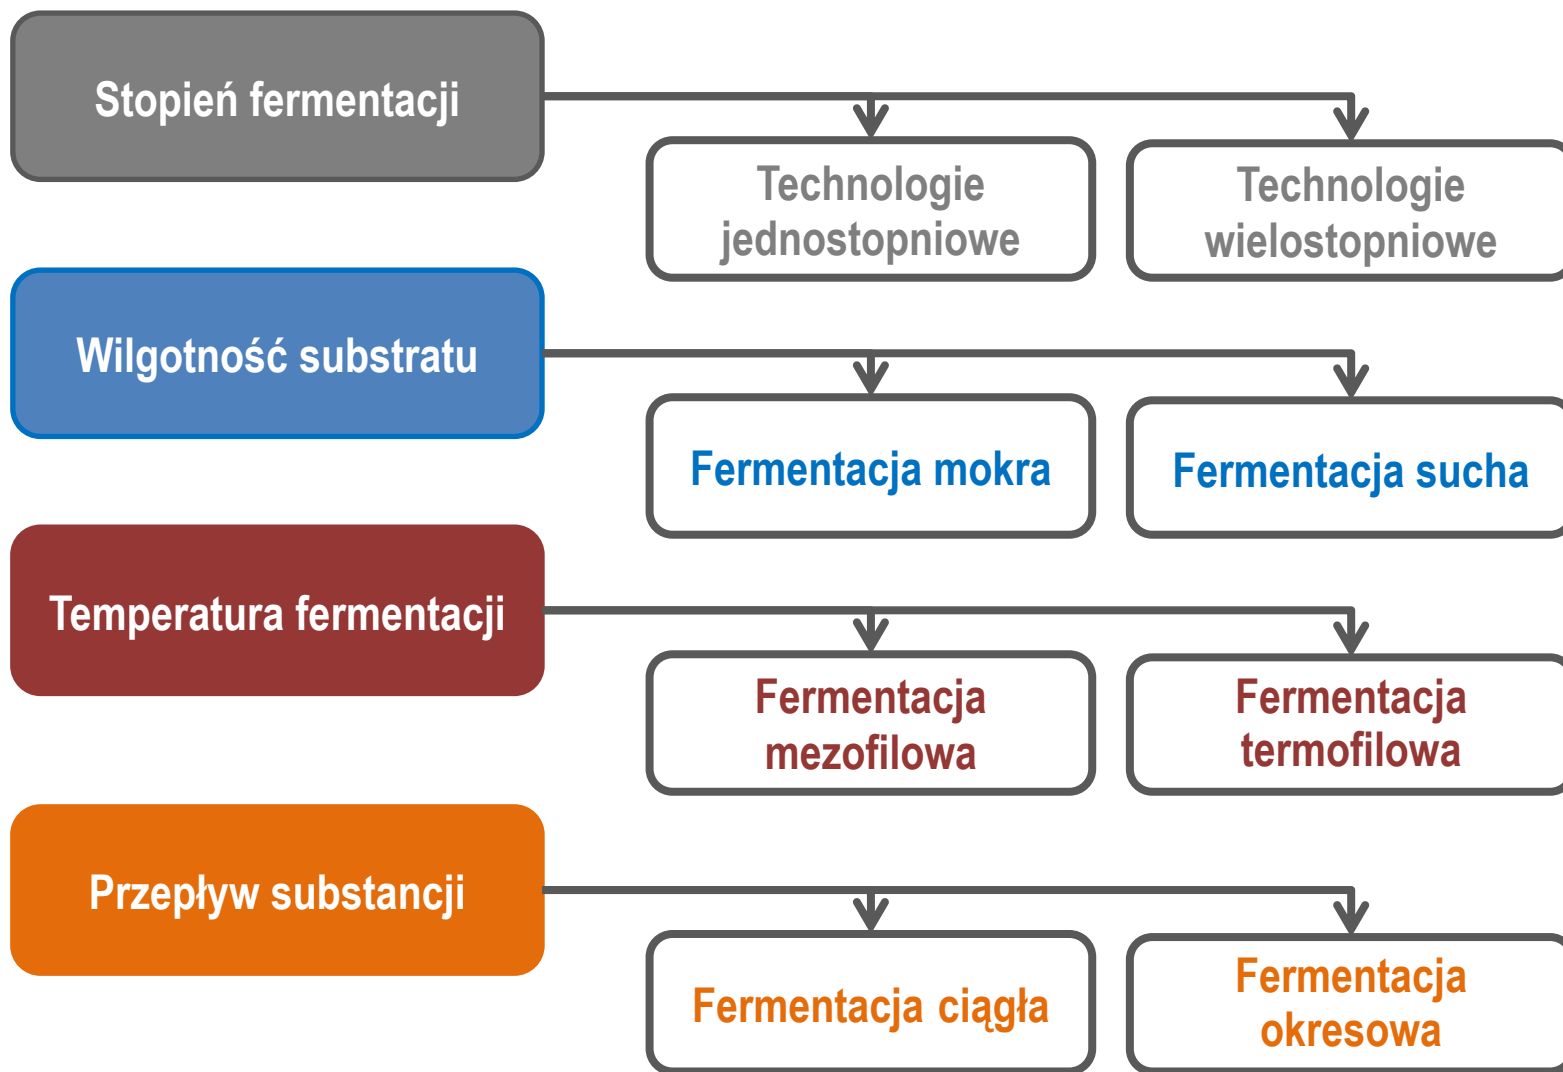 Stopień fermentacji
Technologie
jednostopniowe
Technologie
wielostopniowe
Wilgotność substratu
Fermentacja mokra
Fermentacja sucha
Temperatura fermentacji
Fermentacja
mezofilowa
Fermentacja
termofilowa
Przepływ substancji
Fermentacja ciągła
Fermentacja
okresowa